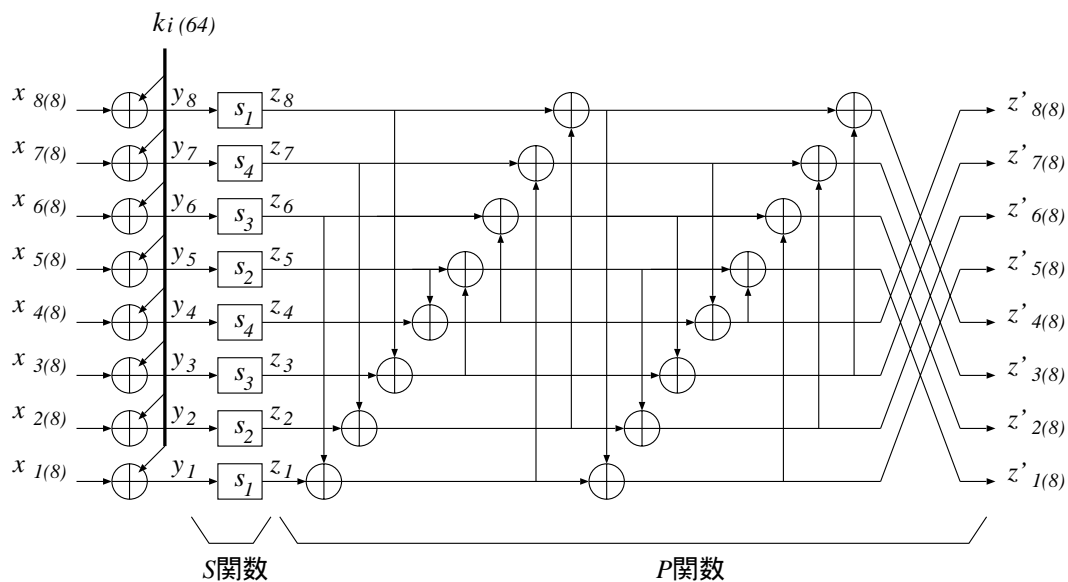 k i (64)
x 8(8) y 8 s 1 z 8 z' 8(8)
x 7(8) y 7 s 4 z 7 z' 7(8)
x 6(8) y 6 s 3 z 6 z' 6(8)
x 5(8) y 5 s 2 z 5 z' 5(8)
x 4(8) y 4 s 4 z 4 z' 4(8)
x 3(8) y 3 s 3 z 3 z' 3(8)
x 2(8) y 2 s 2 z 2 z' 2(8)
x 1(8) y 1 s 1 z 1 z' 1(8)
S関数 P関数